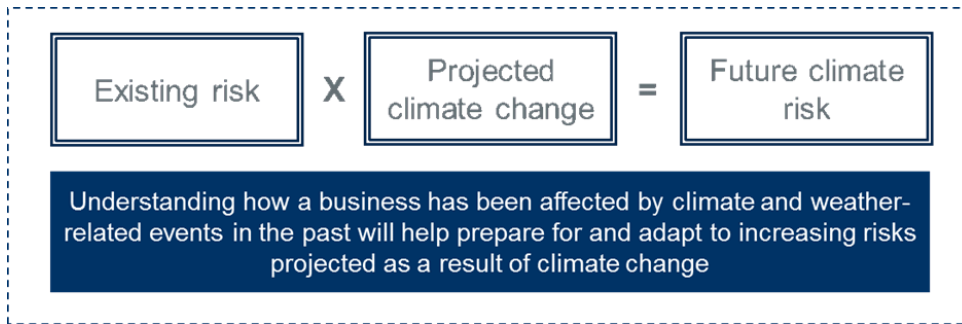 Existing risk X Projected climate change = Future climate risk
Understanding how a business has been affected by climate and weather-
related events in the past will help prepare for and adapt to increasing risks
projected as a result of climate change